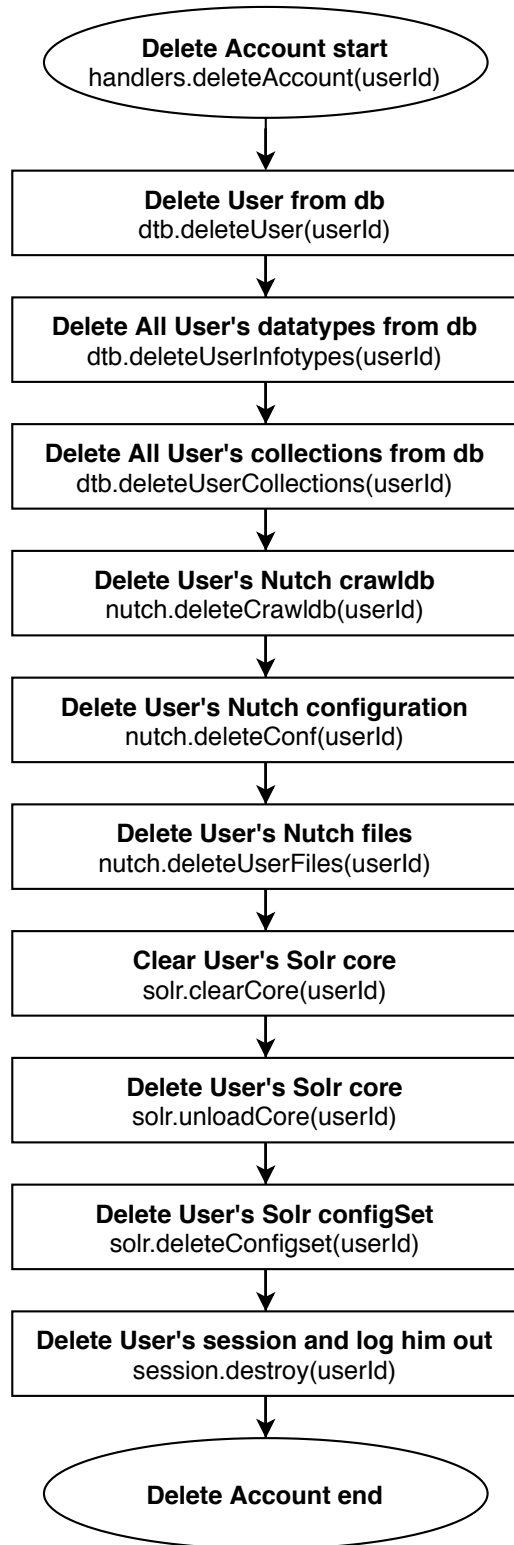 Delete Account start
handlers.deleteAccount(userId)
Delete User from db
dtb.deleteUser(userId)
Delete All User's datatypes from db
dtb.deleteUserInfotypes(userId)
Delete All User's collections from db
dtb.deleteUserCollections(userId)
Delete User's Nutch crawldb
nutch.deleteCrawldb(userId)
Delete User's Nutch configuration
nutch.deleteConf(userId)
Delete User's Nutch files
nutch.deleteUserFiles(userId)
Clear User's Solr core
solr.clearCore(userId)
Delete User's Solr core
solr.unloadCore(userId)
Delete User's Solr configSet
solr.deleteConfigset(userId)
Delete User's session and log him out
session.destroy(userId)
Delete Account end